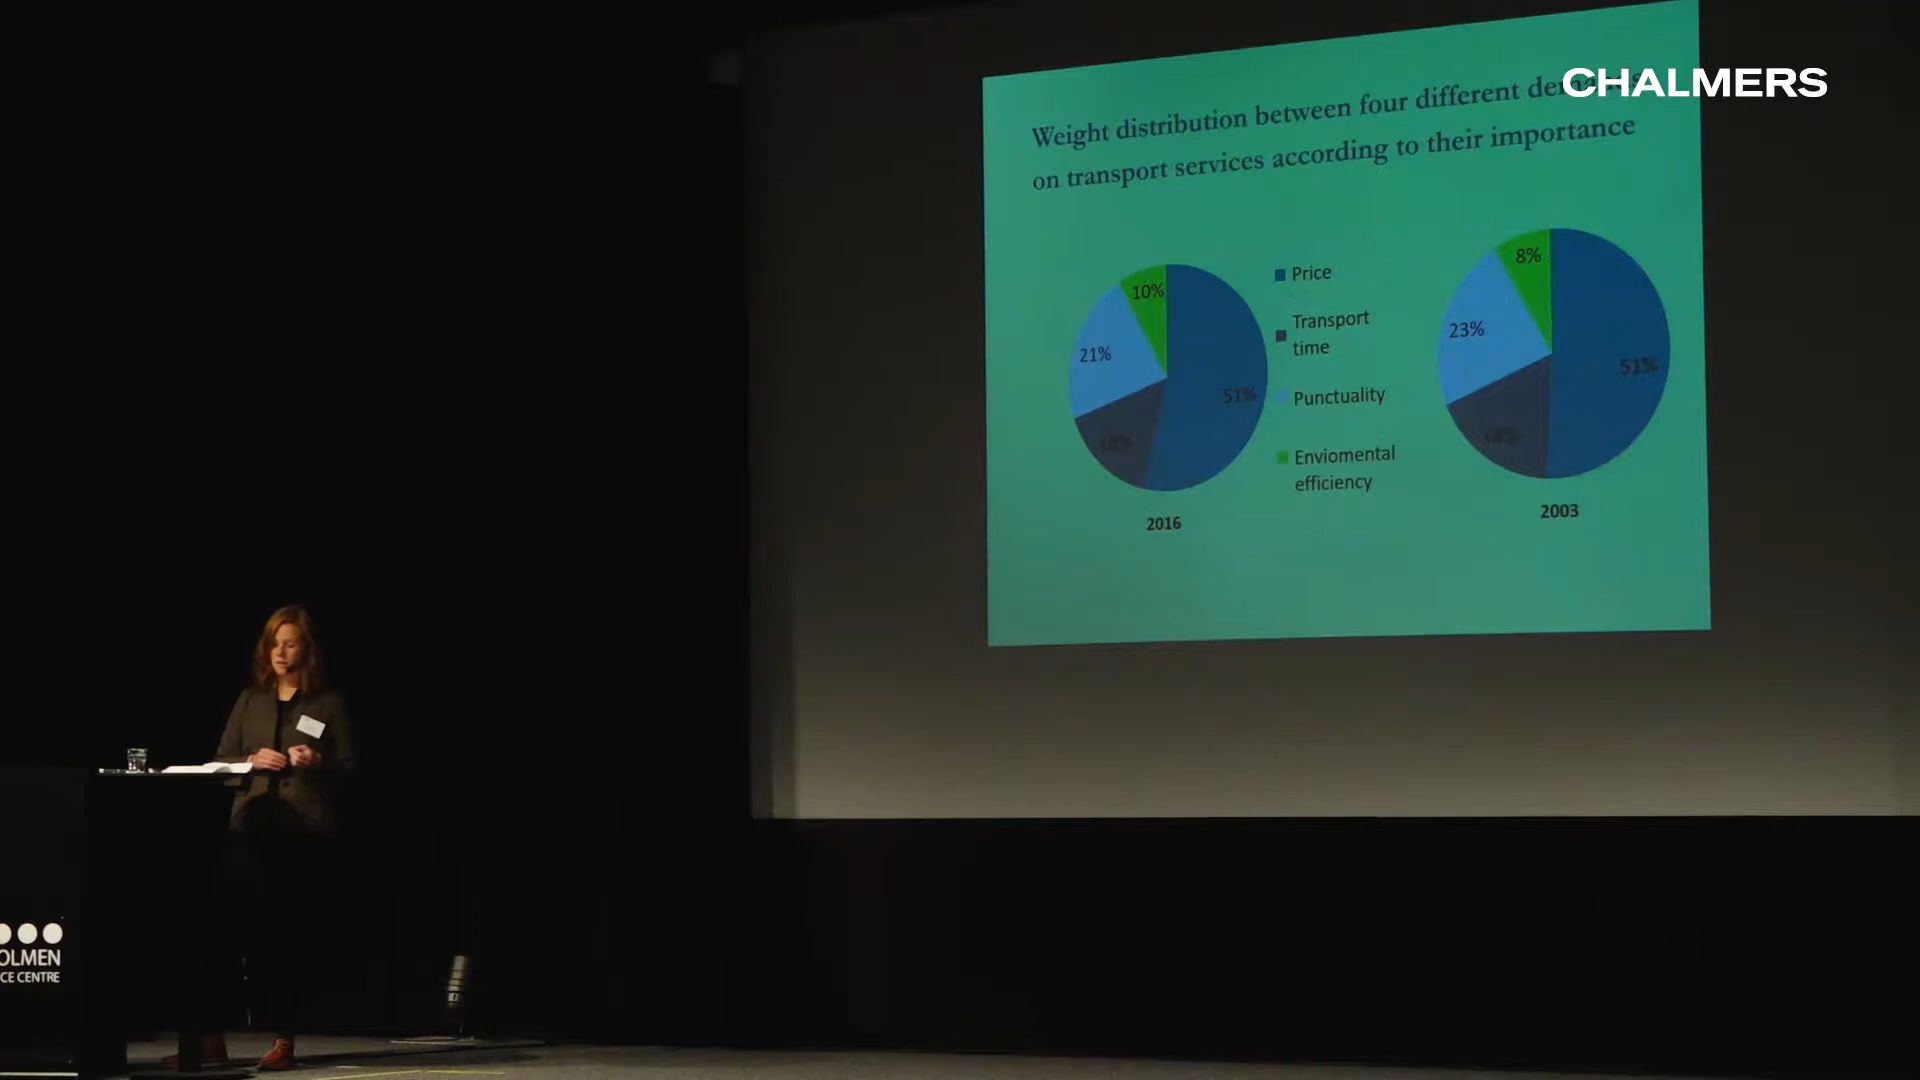 CHALMERS
Weight distribution between four different
on transport services according to their importance
10%
21%
51%
Price
Transport
time
Punctuality
Enviomental
efficiency
2016
8%
23%
51%
2003
OLMEN
CE CENTRE